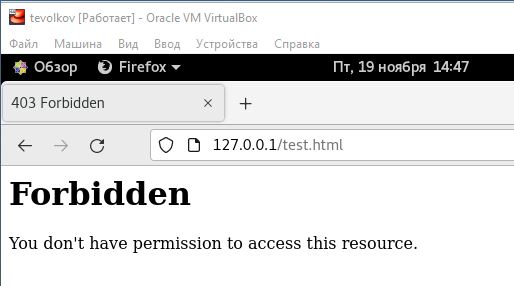 tevolkov [Работает] - Oracle VM VirtualBox
Файл Машина Вид Ввод Устройства Справка
Обзор Firefox Пт, 19 ноября 14:47
403 Forbidden
127.0.0.1/test.html
Forbidden
You don't have permission to access this resource.